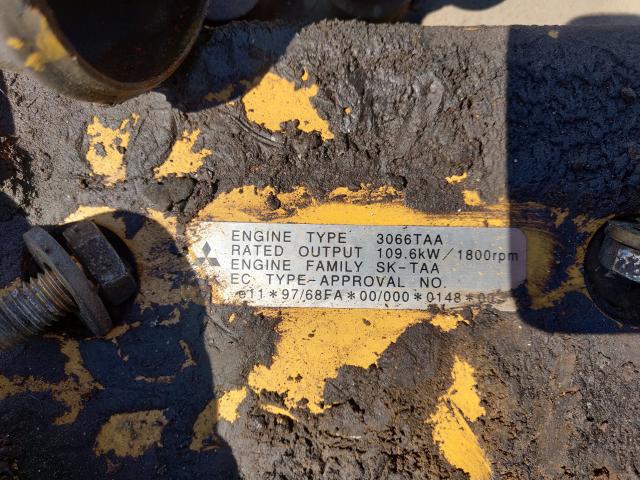 ENGINE TYPE 3066TAA
RATED OUTPUT 109.6kW/1800rpm
ENGINE FAMILY SK-TAA
EC TYPE-APPROVAL NO.
e11*97/68FA*00/000*0148*00